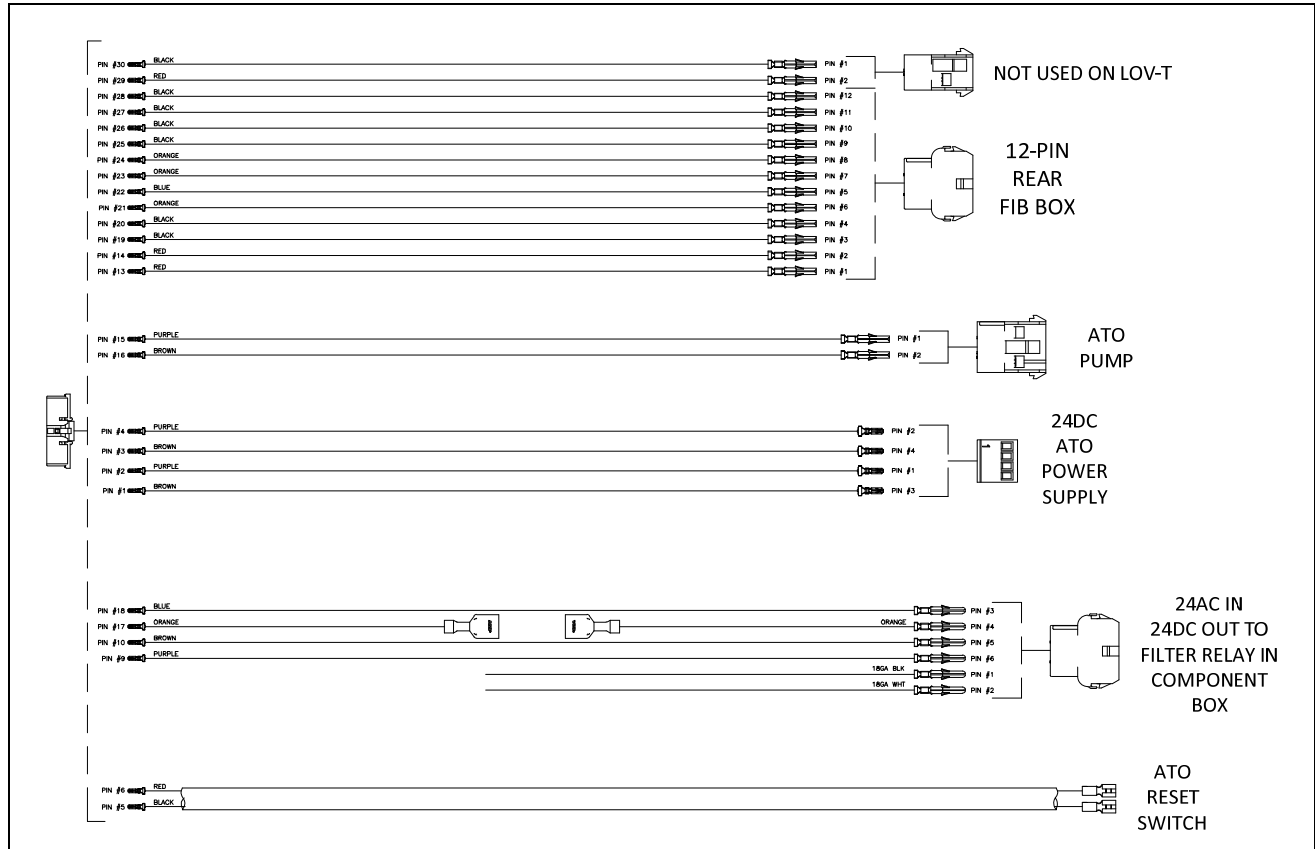 PIN #30 BLACK PIN #1
PIN #29 RED PIN #2
NOT USED ON LOV-T
PIN #28 BLACK PIN #12
PIN #27 BLACK PIN #11
PIN #26 BLACK PIN #10
PIN #25 BLACK PIN #9
PIN #24 ORANGE PIN #8
PIN #23 ORANGE PIN #7
PIN #22 BLUE PIN #5
PIN #21 ORANGE PIN #6
PIN #20 BLACK PIN #4
PIN #19 BLACK PIN #3
PIN #14 RED PIN #2
PIN #13 RED PIN #1
12-PIN
REAR
FIB BOX
PIN #15 PURPLE PIN #1
PIN #16 BROWN PIN #2
ATO
PUMP
PIN #4 PURPLE PIN #2
PIN #3 BROWN PIN #4
PIN #2 PURPLE PIN #1
PIN #1 BROWN PIN #3
24DC
ATO
POWER
SUPPLY
PIN #18 BLUE PIN #3
PIN #17 ORANGE ORANGE PIN #4
PIN #10 BROWN PIN #5
PIN #9 PURPLE PIN #6
18GA BLK PIN #1
18GA WHT PIN #2
24AC IN
24DC OUT TO
FILTER RELAY IN
COMPONENT
BOX
PIN #6 RED
PIN #5 BLACK
ATO
RESET
SWITCH